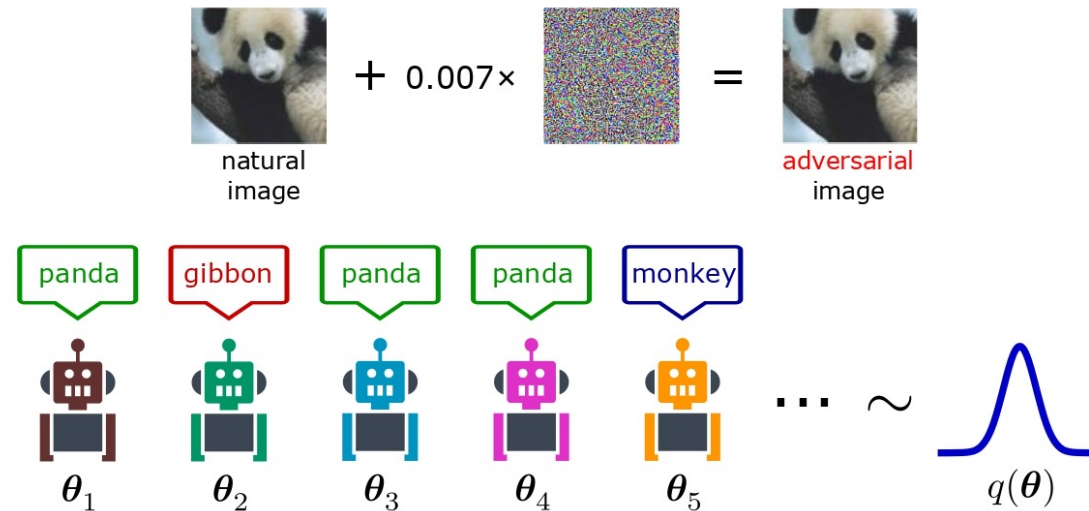 + 0.007× =
natural
image
adversarial
image
panda gibbon panda panda monkey
··· ∼
θ₁ θ₂ θ₃ θ₄ θ₅ q(θ)